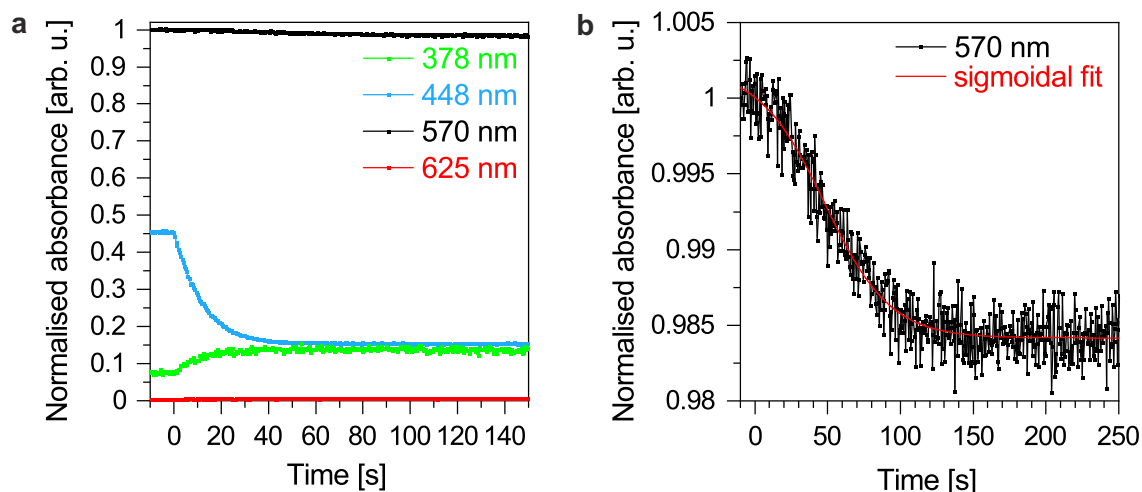 a
Normalised absorbance [arb. u.]
1
0.9
0.8
0.7
0.6
0.5
0.4
0.3
0.2
0.1
0
378 nm
448 nm
570 nm
625 nm
0 20 40 60 80 100 120 140
Time [s]
b
Normalised absorbance [arb. u.]
1.005
1
0.995
0.99
0.985
0.98
570 nm
sigmoidal fit
0 50 100 150 200 250
Time [s]